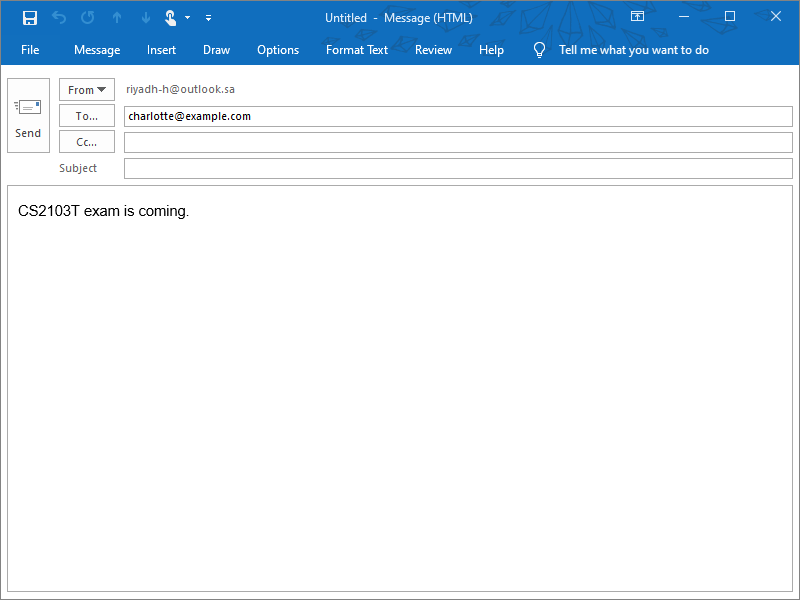 Untitled - Message (HTML)
File Message Insert Draw Options Format Text Review Help Tell me what you want to do
From riyadh-h@outlook.sa
To... charlotte@example.com
Cc...
Send
Subject
CS2103T exam is coming.